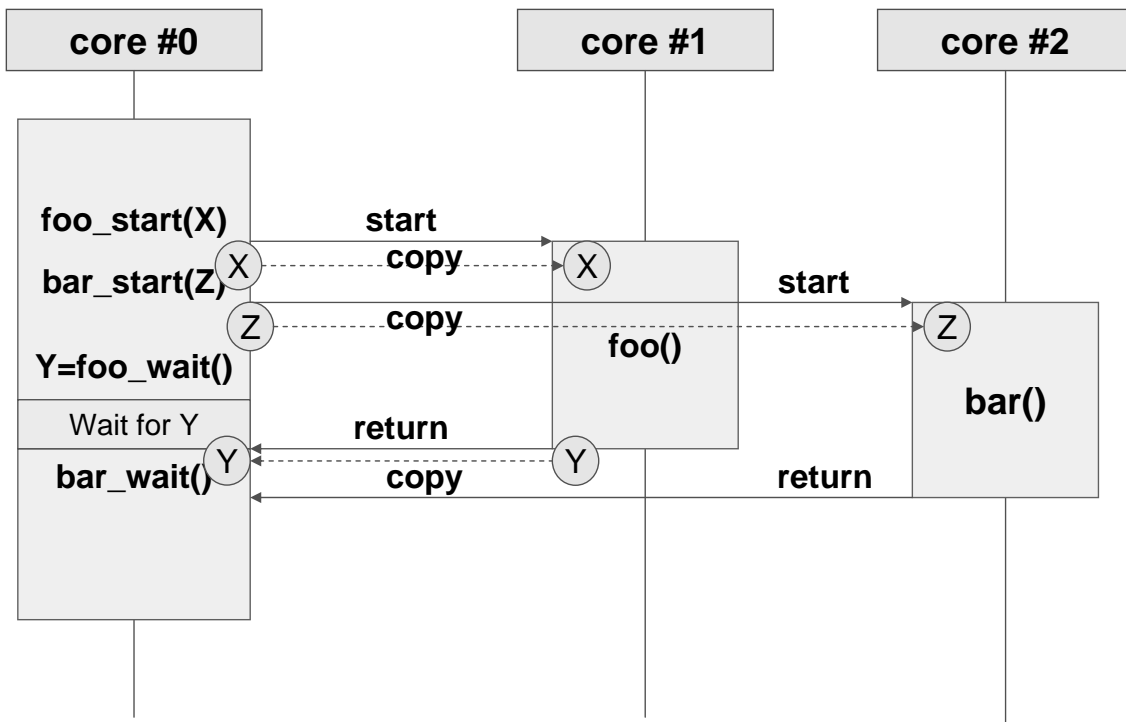 core #0
core #1
core #2
foo_start(X)
start
X
copy
X
bar_start(Z)
start
Z
copy
Z
foo()
Y=foo_wait()
bar()
Wait for Y
return
Y
Y
bar_wait()
copy
return